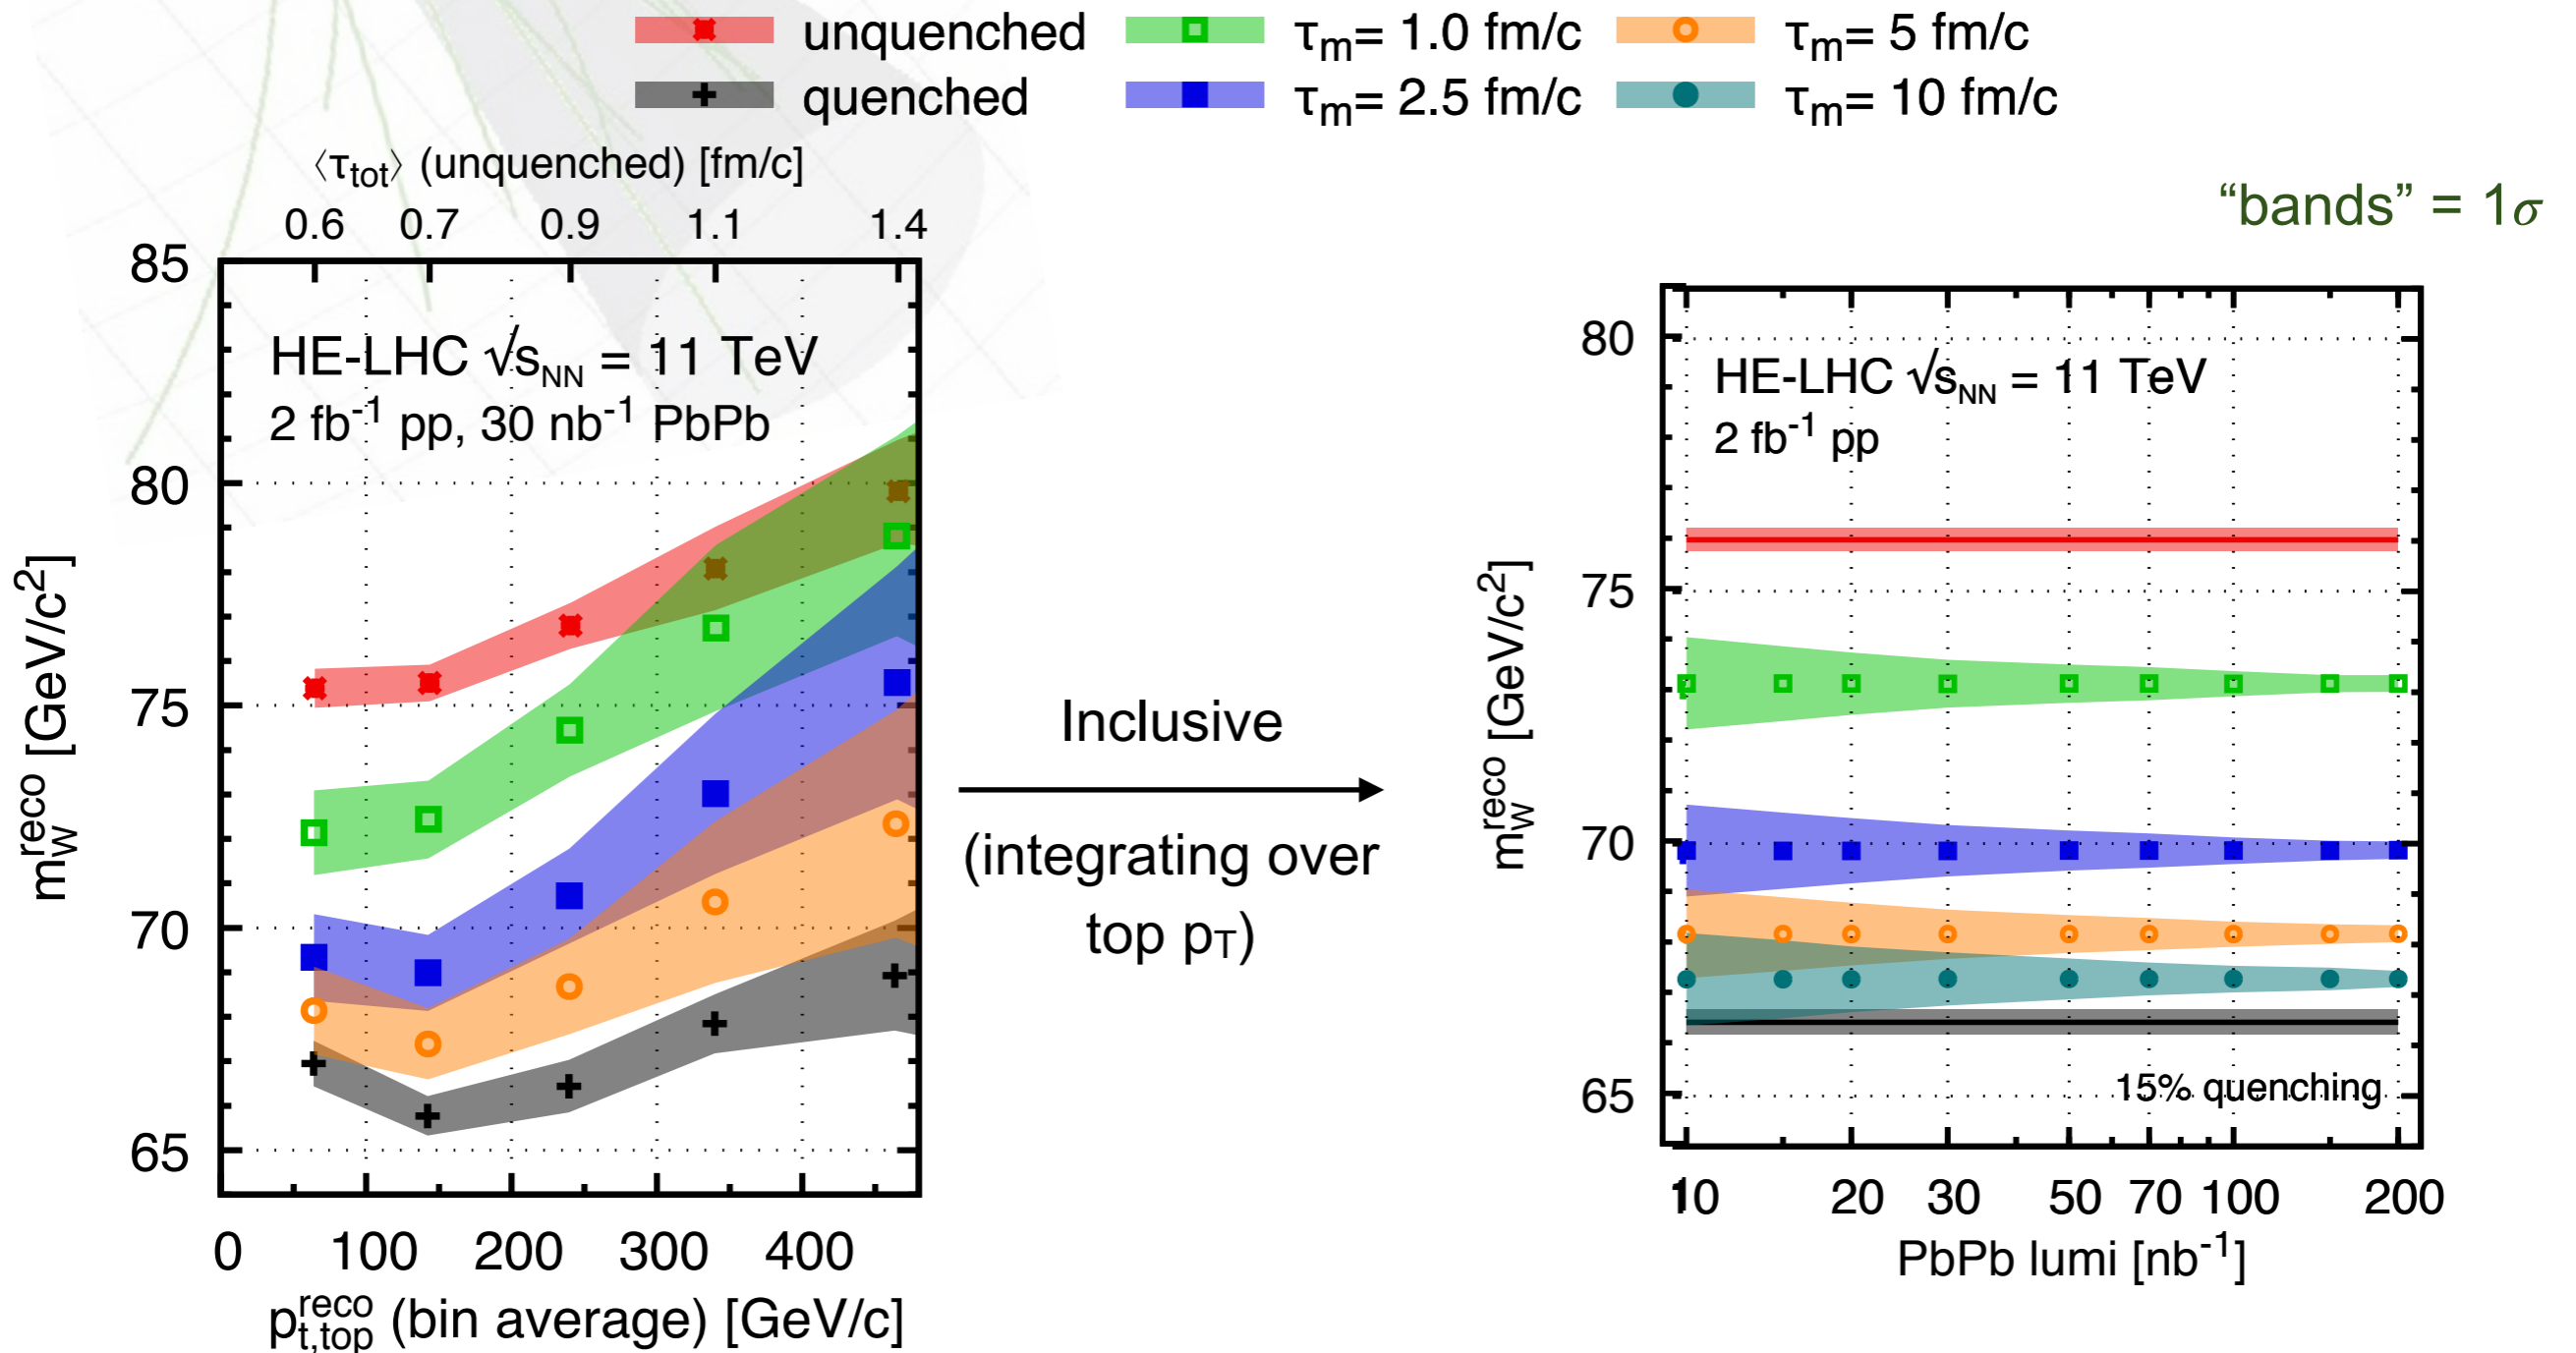 unquenched
quenched
τm= 1.0 fm/c
τm= 2.5 fm/c
τm= 5 fm/c
τm= 10 fm/c
“bands” = 1σ
⟨τtot⟩ (unquenched) [fm/c]
0.6 0.7 0.9 1.1 1.4
85
80
75
70
65
HE-LHC √sNN = 11 TeV
2 fb-1 pp, 30 nb-1 PbPb
mWreco [GeV/c2]
0 100 200 300 400
pt,topreco (bin average) [GeV/c]
Inclusive
(integrating over
top pT)
80
75
70
65
HE-LHC √sNN = 11 TeV
2 fb-1 pp
15% quenching
mWreco [GeV/c2]
10 20 30 50 70 100 200
PbPb lumi [nb-1]